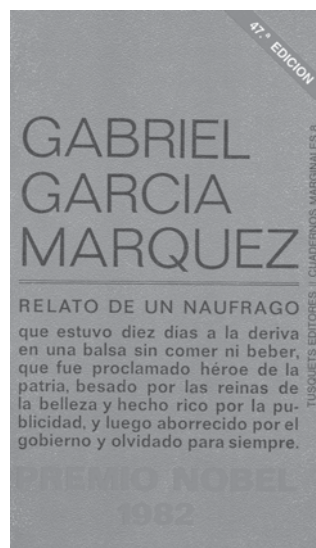 47.ª EDICION
GABRIEL
GARCIA
MARQUEZ
RELATO DE UN NAUFRAGO
que estuvo diez dias a la deriva
en una balsa sin comer ni beber,
que fue proclamado héroe de la
patria, besado por las reinas de
la belleza y hecho rico por la pu-
blicidad, y luego aborrecido por el
gobierno y olvidado para siempre.
PREMIO NOBEL
1982
TUSQUETS EDITORES | CUADERNOS MARGINALES 8